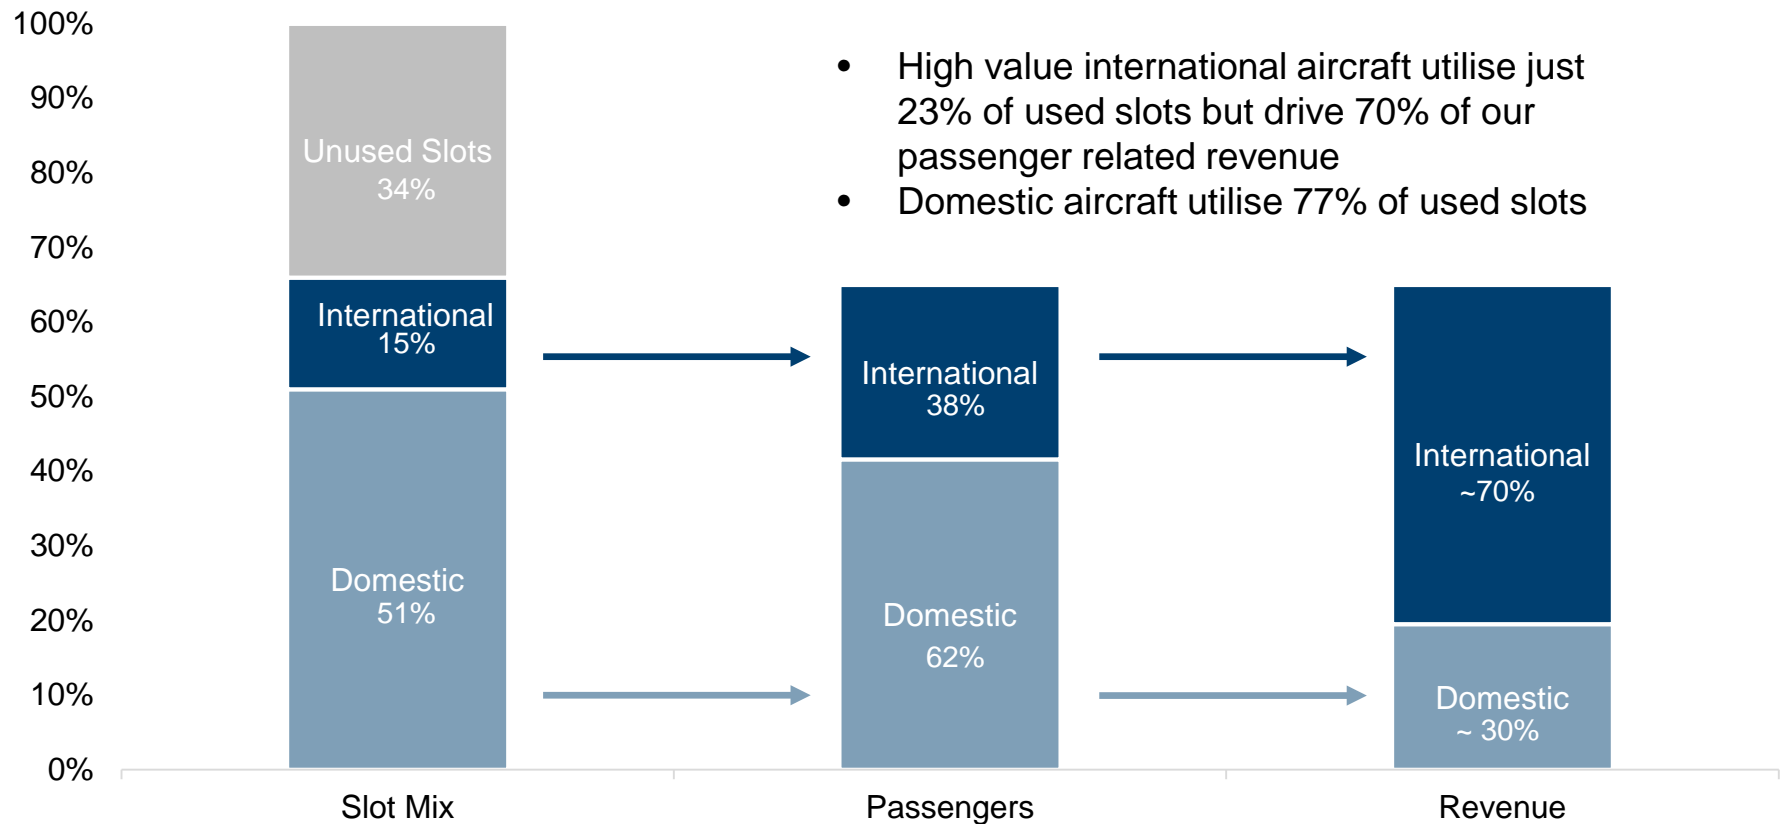 100%
90%
80%
70%
60%
50%
40%
30%
20%
10%
0%
Unused Slots
34%
International
15%
Domestic
51%
• High value international aircraft utilise just
23% of used slots but drive 70% of our
passenger related revenue
• Domestic aircraft utilise 77% of used slots
International
38%
Domestic
62%
International
~70%
Domestic
~ 30%
Slot Mix
Passengers
Revenue